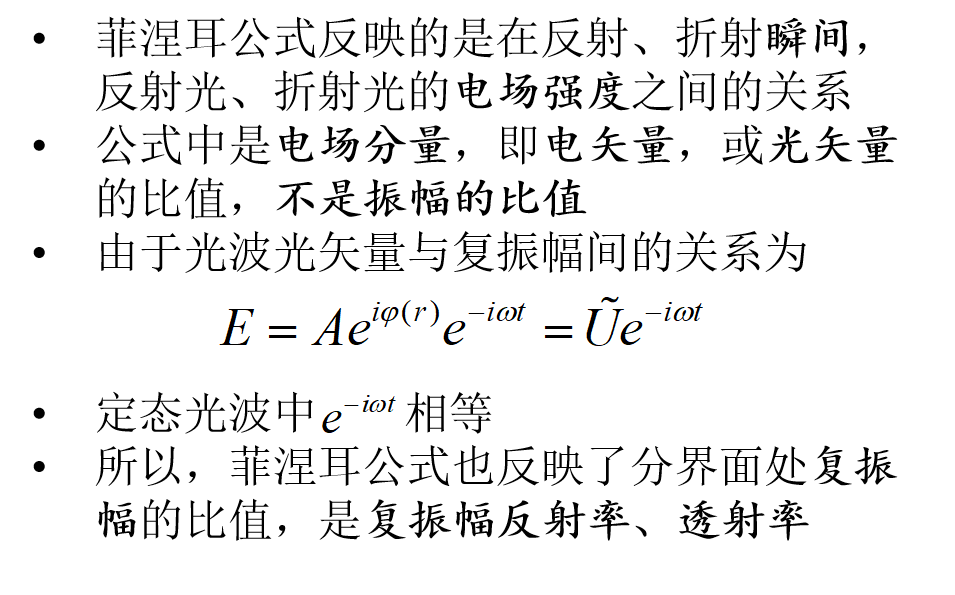 • 菲涅耳公式反映的是在反射、折射瞬间，
反射光、折射光的电场强度之间的关系
• 公式中是电场分量，即电矢量，或光矢量
的比值，不是振幅的比值
• 由于光波光矢量与复振幅间的关系为
E = Ae^{iφ(r)}e^{−iωt} = Ũe^{−iωt}
• 定态光波中 e^{−iωt} 相等
• 所以，菲涅耳公式也反映了分界面处复振
幅的比值，是复振幅反射率、透射率